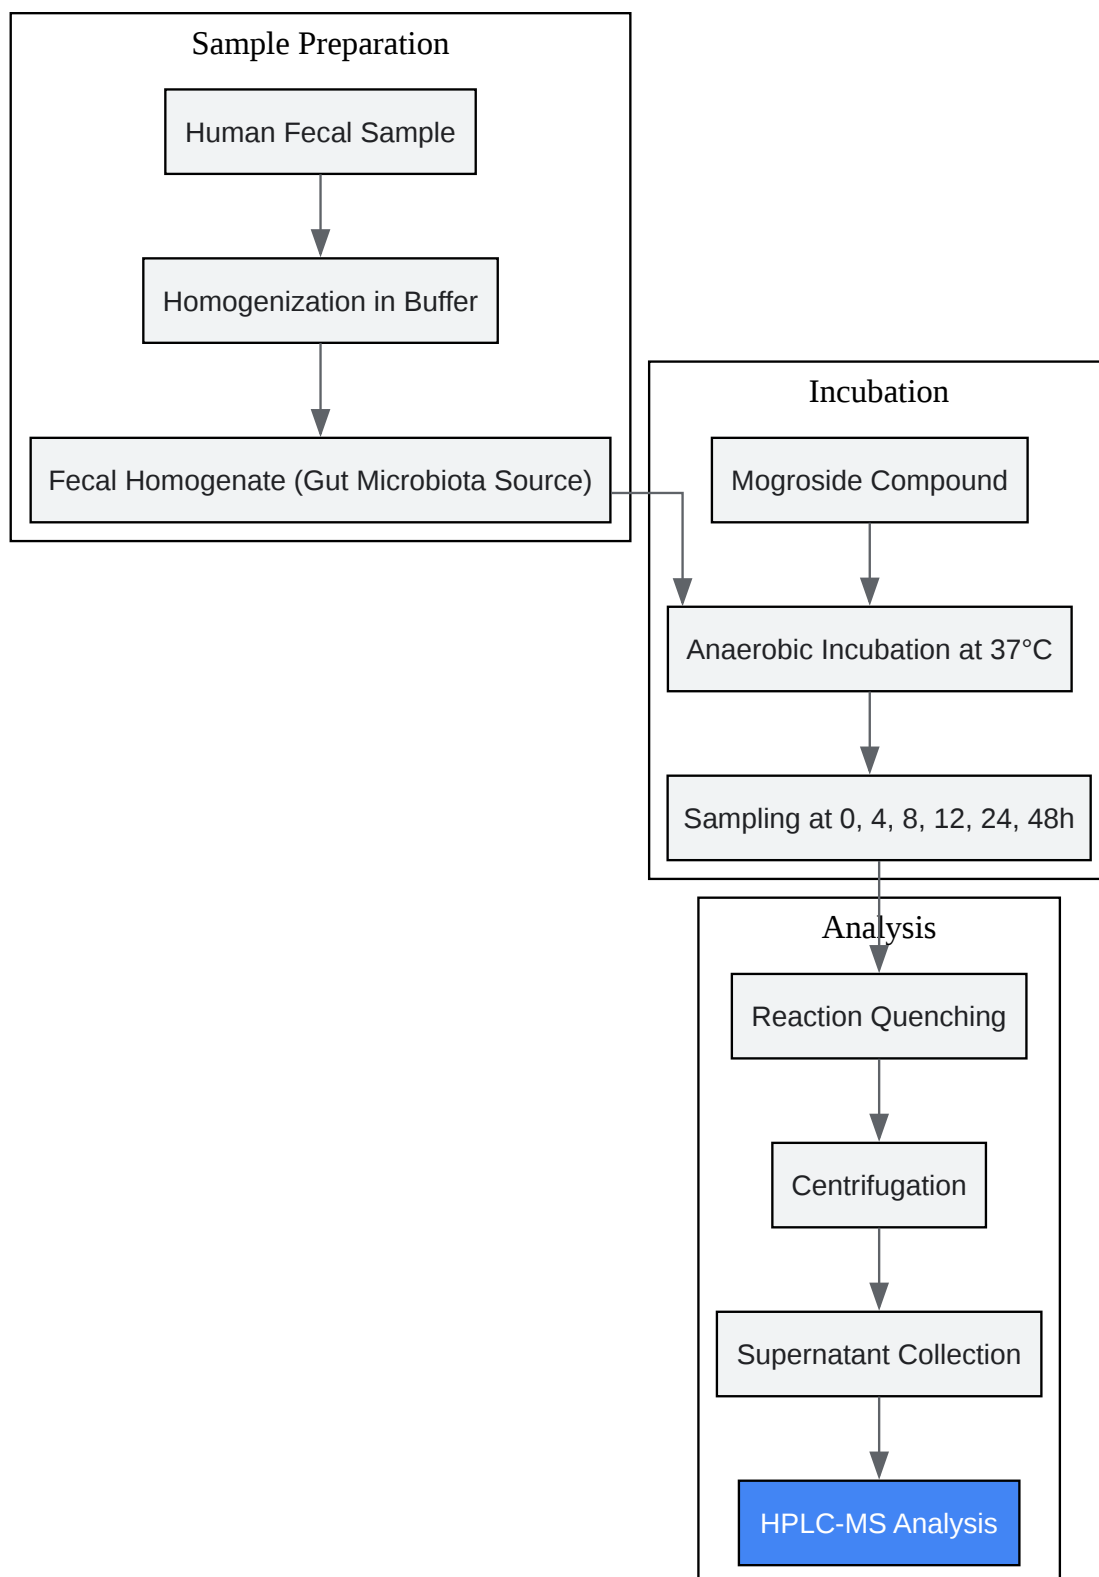 Sample Preparation
Human Fecal Sample
Homogenization in Buffer
Fecal Homogenate (Gut Microbiota Source)
Incubation
Mogroside Compound
Anaerobic Incubation at 37°C
Sampling at 0, 4, 8, 12, 24, 48h
Analysis
Reaction Quenching
Centrifugation
Supernatant Collection
HPLC-MS Analysis